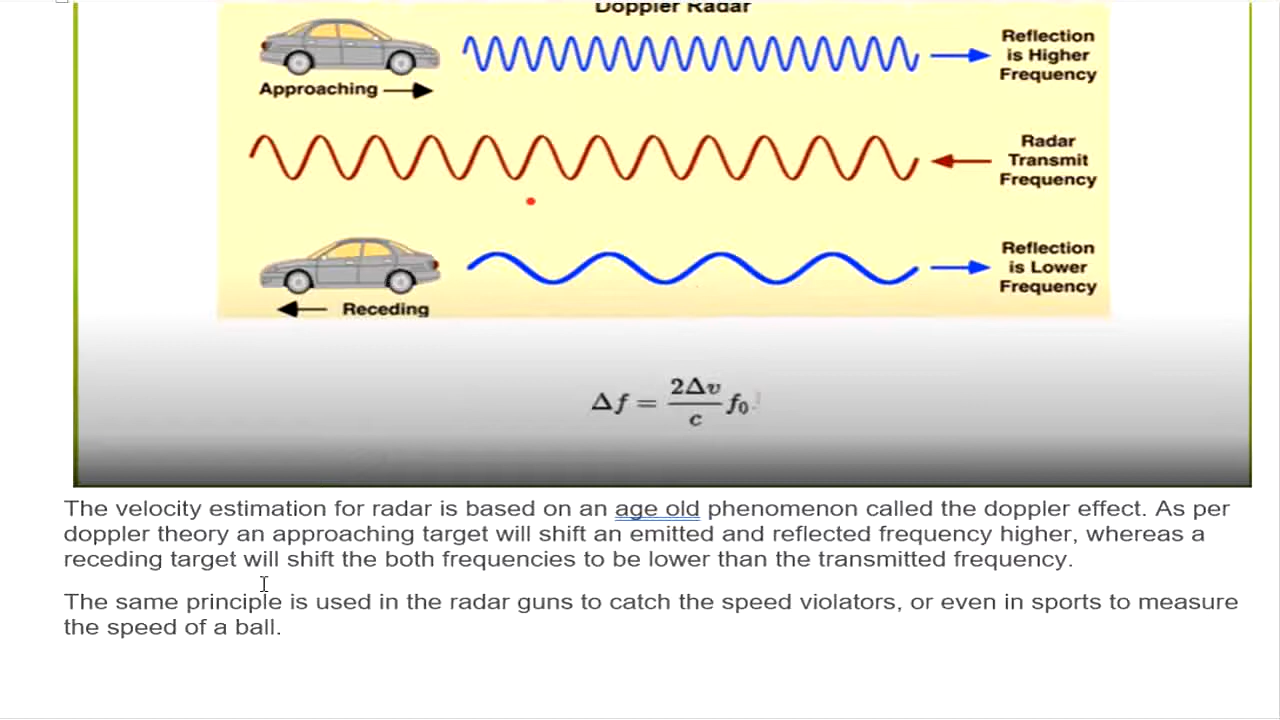 Doppler Radar
Reflection
is Higher
Frequency
Approaching
Radar
Transmit
Frequency
Reflection
is Lower
Frequency
Receding
Δf = 2Δv/c f₀
The velocity estimation for radar is based on an age old phenomenon called the doppler effect. As per
doppler theory an approaching target will shift an emitted and reflected frequency higher, whereas a
receding target will shift the both frequencies to be lower than the transmitted frequency.
The same principle is used in the radar guns to catch the speed violators, or even in sports to measure
the speed of a ball.